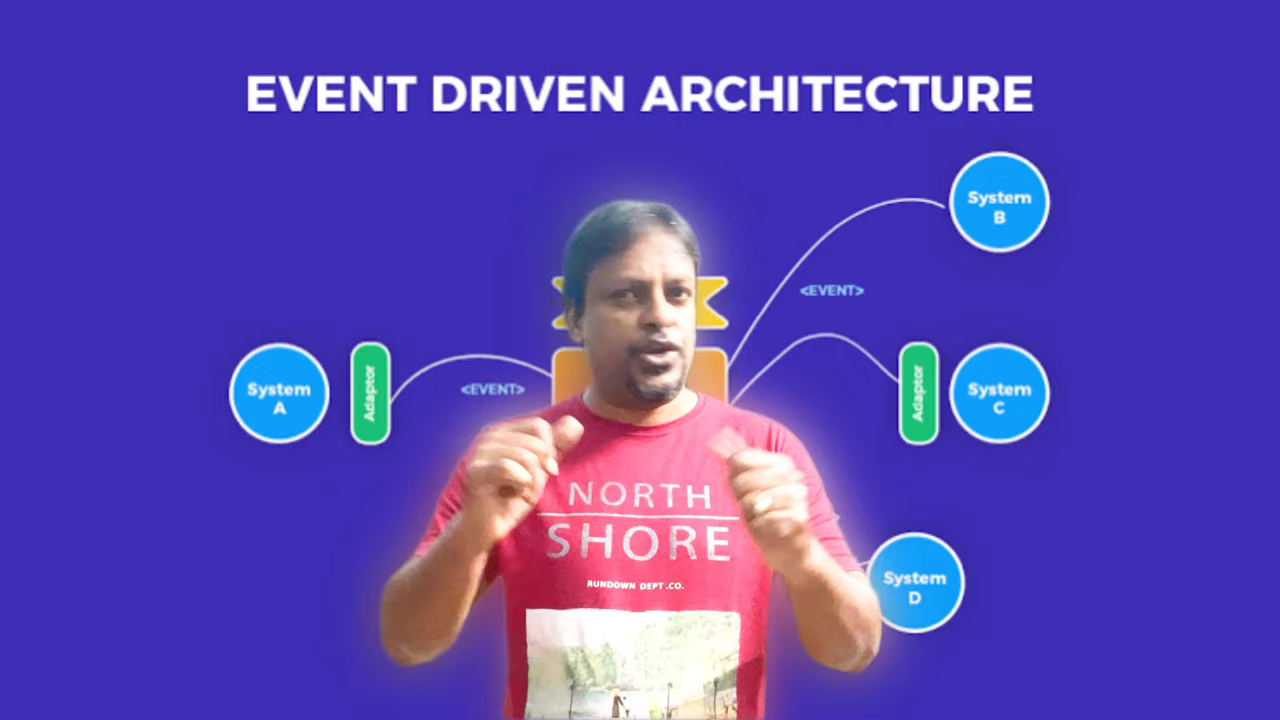 EVENT DRIVEN ARCHITECTURE
System
B
<EVENT>
System
A
Adaptor
<EVENT>
Adaptor
System
C
NORTH
SHORE
RUNDOWN DEPT.CO.
System
D